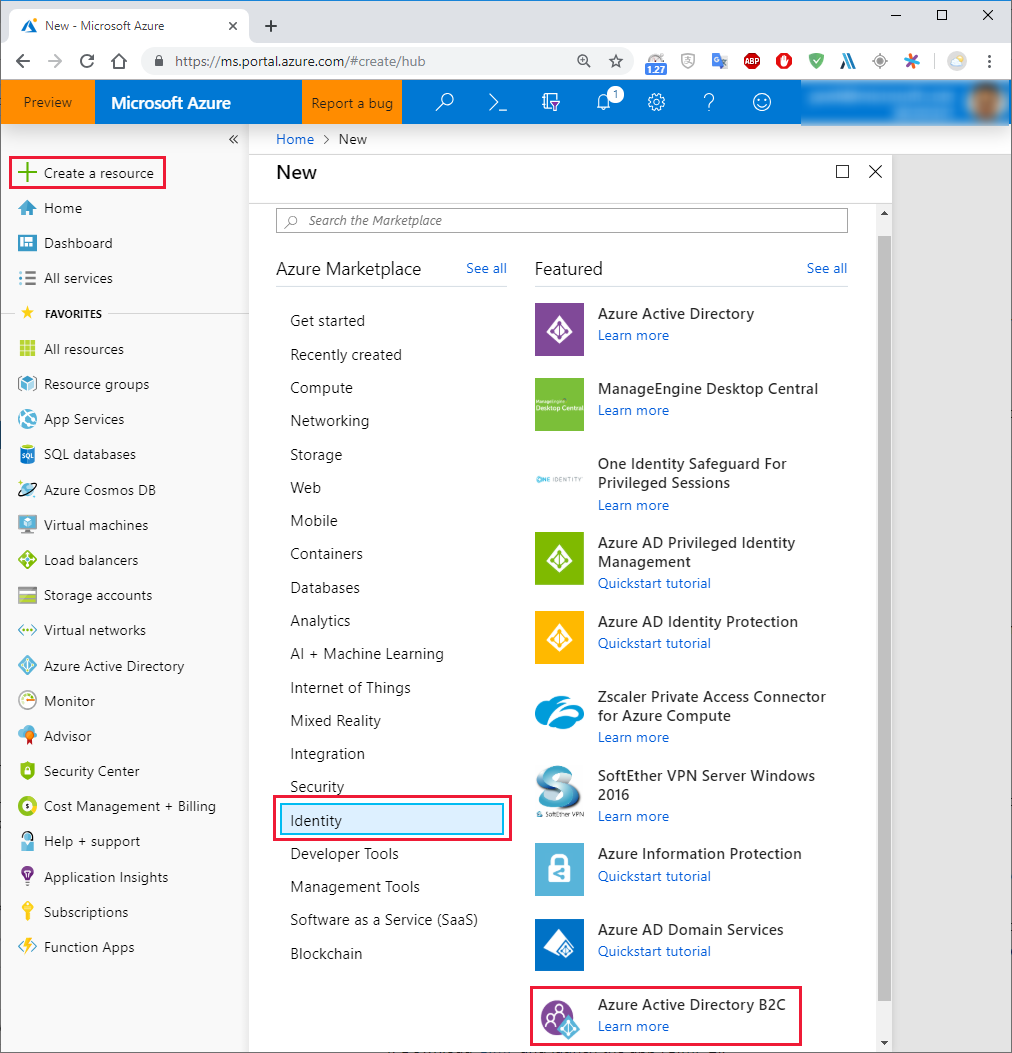 New - Microsoft Azure
https://ms.portal.azure.com/#create/hub
1.27
ABP
Preview
Microsoft Azure
Report a bug
1
Home > New
Create a resource
Home
Dashboard
All services
FAVORITES
All resources
Resource groups
App Services
SQL
SQL databases
Azure Cosmos DB
Virtual machines
Load balancers
Storage accounts
Virtual networks
Azure Active Directory
Monitor
Advisor
Security Center
Cost Management + Billing
Help + support
Application Insights
Subscriptions
Function Apps
New
Search the Marketplace
Azure Marketplace
See all
Get started
Recently created
Compute
Networking
Storage
Web
Mobile
Containers
Databases
Analytics
AI + Machine Learning
Internet of Things
Mixed Reality
Integration
Security
Identity
Developer Tools
Management Tools
Software as a Service (SaaS)
Blockchain
Featured
See all
Azure Active Directory
Learn more
ManageEngine
Desktop Central
ManageEngine Desktop Central
Learn more
ONE IDENTITY
One Identity Safeguard For
Privileged Sessions
Learn more
Azure AD Privileged Identity
Management
Quickstart tutorial
Azure AD Identity Protection
Quickstart tutorial
Zscaler Private Access Connector
for Azure Compute
Learn more
SoftEther VPN
SoftEther VPN Server Windows
2016
Learn more
Azure Information Protection
Quickstart tutorial
Azure AD Domain Services
Quickstart tutorial
Azure Active Directory B2C
Learn more